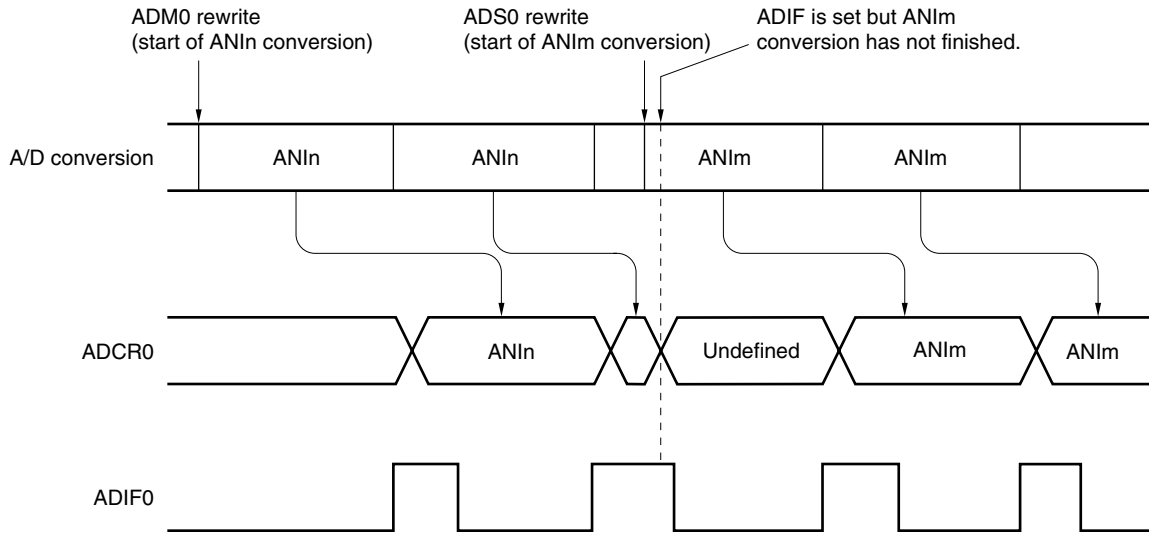 ADM0 rewrite
(start of ANIn conversion)
ADS0 rewrite
(start of ANIm conversion)
ADIF is set but ANIm
conversion has not finished.
A/D conversion
ANIn
ANIn
ANIm
ANIm
ADCR0
ANIn
Undefined
ANIm
ANIm
ADIF0